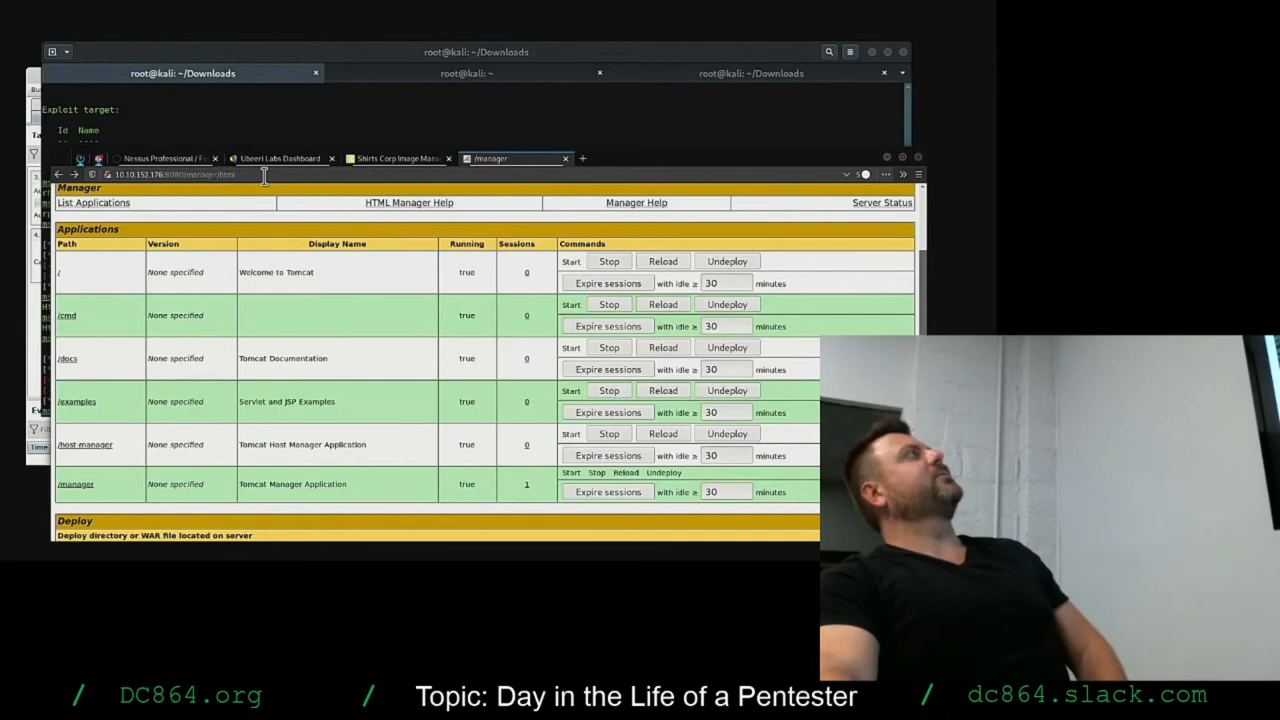 root@kali: ~/Downloads
root@kali: ~/Downloads
root@kali: ~
root@kali: ~/Downloads
Exploit target:
Id Name
-- ----
Ubeeri Labs Dashboard
Shirts Corp Image Mana
/manager
Nessus Professional / Fo
10.10.152.176:8080/manager/html
Manager
List Applications
HTML Manager Help
Manager Help
Server Status
Applications
Path Version Display Name Running Sessions Commands
/ None specified Welcome to Tomcat true 0 Start Stop Reload Undeploy
Expire sessions with idle ≥ 30 minutes
/cmd None specified true 0 Start Stop Reload Undeploy
Expire sessions with idle ≥ 30 minutes
/docs None specified Tomcat Documentation true 0 Start Stop Reload Undeploy
Expire sessions with idle ≥ 30 minutes
/examples None specified Servlet and JSP Examples true 0 Start Stop Reload Undeploy
Expire sessions with idle ≥ 30 minutes
/host-manager None specified Tomcat Host Manager Application true 0 Start Stop Reload Undeploy
Expire sessions with idle ≥ 30 minutes
/manager None specified Tomcat Manager Application true 1 Start Stop Reload Undeploy
Expire sessions with idle ≥ 30 minutes
Deploy
Deploy directory or WAR file located on server
Time
/ DC864.org / Topic: Day in the Life of a Pentester / dc864.slack.com